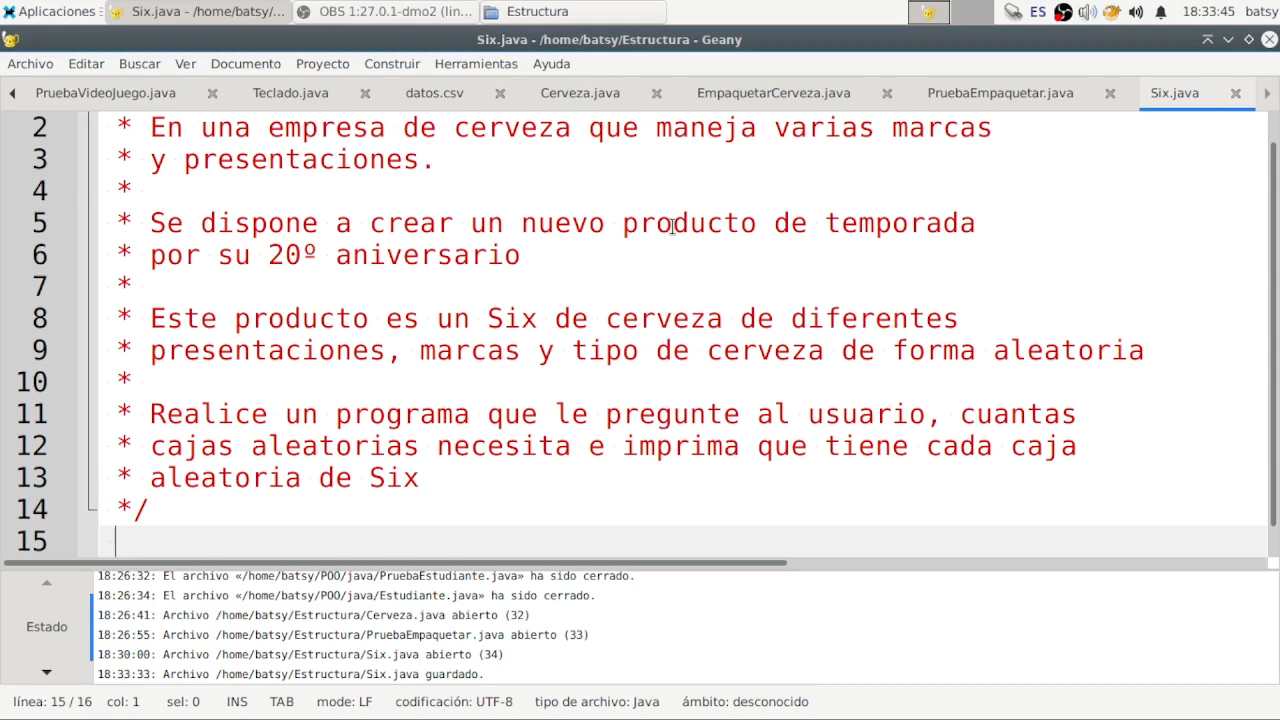 Aplicaciones
Six.java - /home/batsy/...
OBS 1:27.0.1-dmo2 (lin...
Estructura
ES
18:33:45
batsy
Six.java - /home/batsy/Estructura - Geany
Archivo Editar Buscar Ver Documento Proyecto Construir Herramientas Ayuda
PruebaVideoJuego.java
Teclado.java
datos.csv
Cerveza.java
EmpaquetarCerveza.java
PruebaEmpaquetar.java
Six.java
2 * En una empresa de cerveza que maneja varias marcas
3 * y presentaciones.
4 *
5 * Se dispone a crear un nuevo producto de temporada
6 * por su 20º aniversario
7 *
8 * Este producto es un Six de cerveza de diferentes
9 * presentaciones, marcas y tipo de cerveza de forma aleatoria
10 *
11 * Realice un programa que le pregunte al usuario, cuantas
12 * cajas aleatorias necesita e imprima que tiene cada caja
13 * aleatoria de Six
14 */
15
Estado
18:26:32: El archivo «/home/batsy/POO/java/PruebaEstudiante.java» ha sido cerrado.
18:26:34: El archivo «/home/batsy/POO/java/Estudiante.java» ha sido cerrado.
18:26:41: Archivo /home/batsy/Estructura/Cerveza.java abierto (32)
18:26:55: Archivo /home/batsy/Estructura/PruebaEmpaquetar.java abierto (33)
18:30:00: Archivo /home/batsy/Estructura/Six.java abierto (34)
18:33:33: Archivo /home/batsy/Estructura/Six.java guardado.
línea: 15 / 16 col: 1 sel: 0 INS TAB mode: LF codificación: UTF-8 tipo de archivo: Java ámbito: desconocido